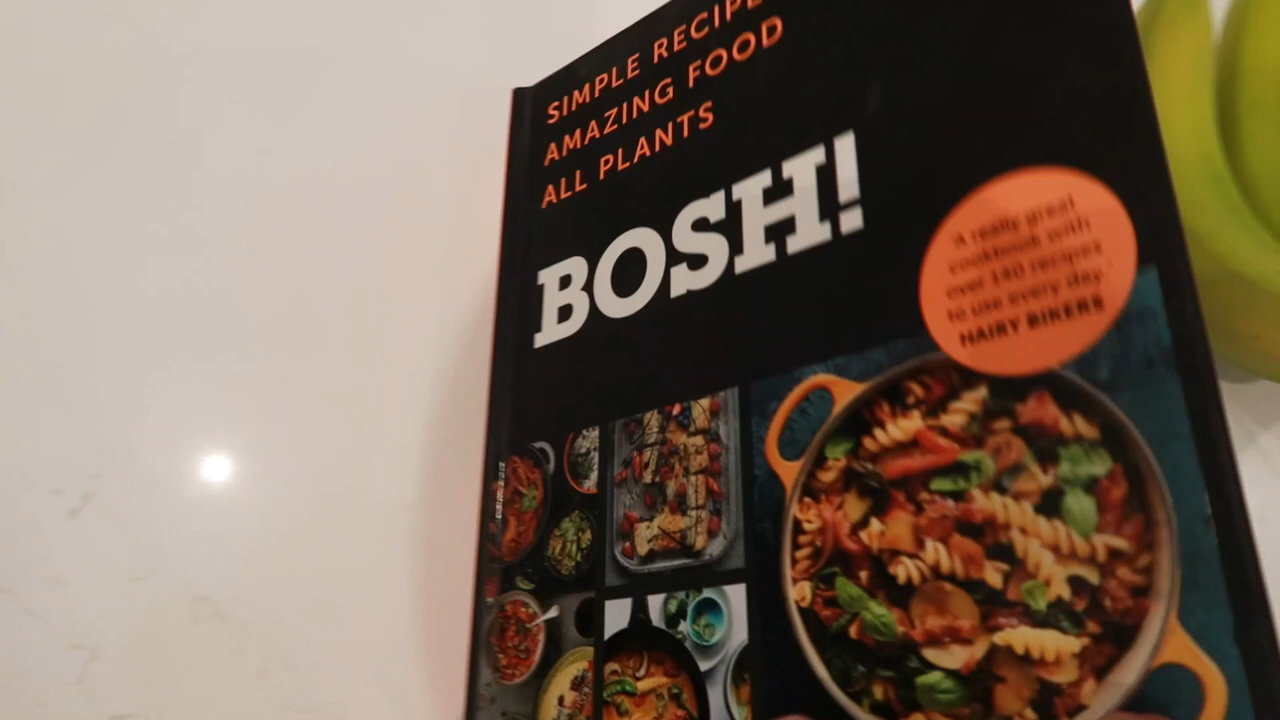 SIMPLE RECIPE
AMAZING FOOD
ALL PLANTS
BOSH!
'A really great
cookbook with
over 140 recipes
to use every day.'
HAIRY BIKERS